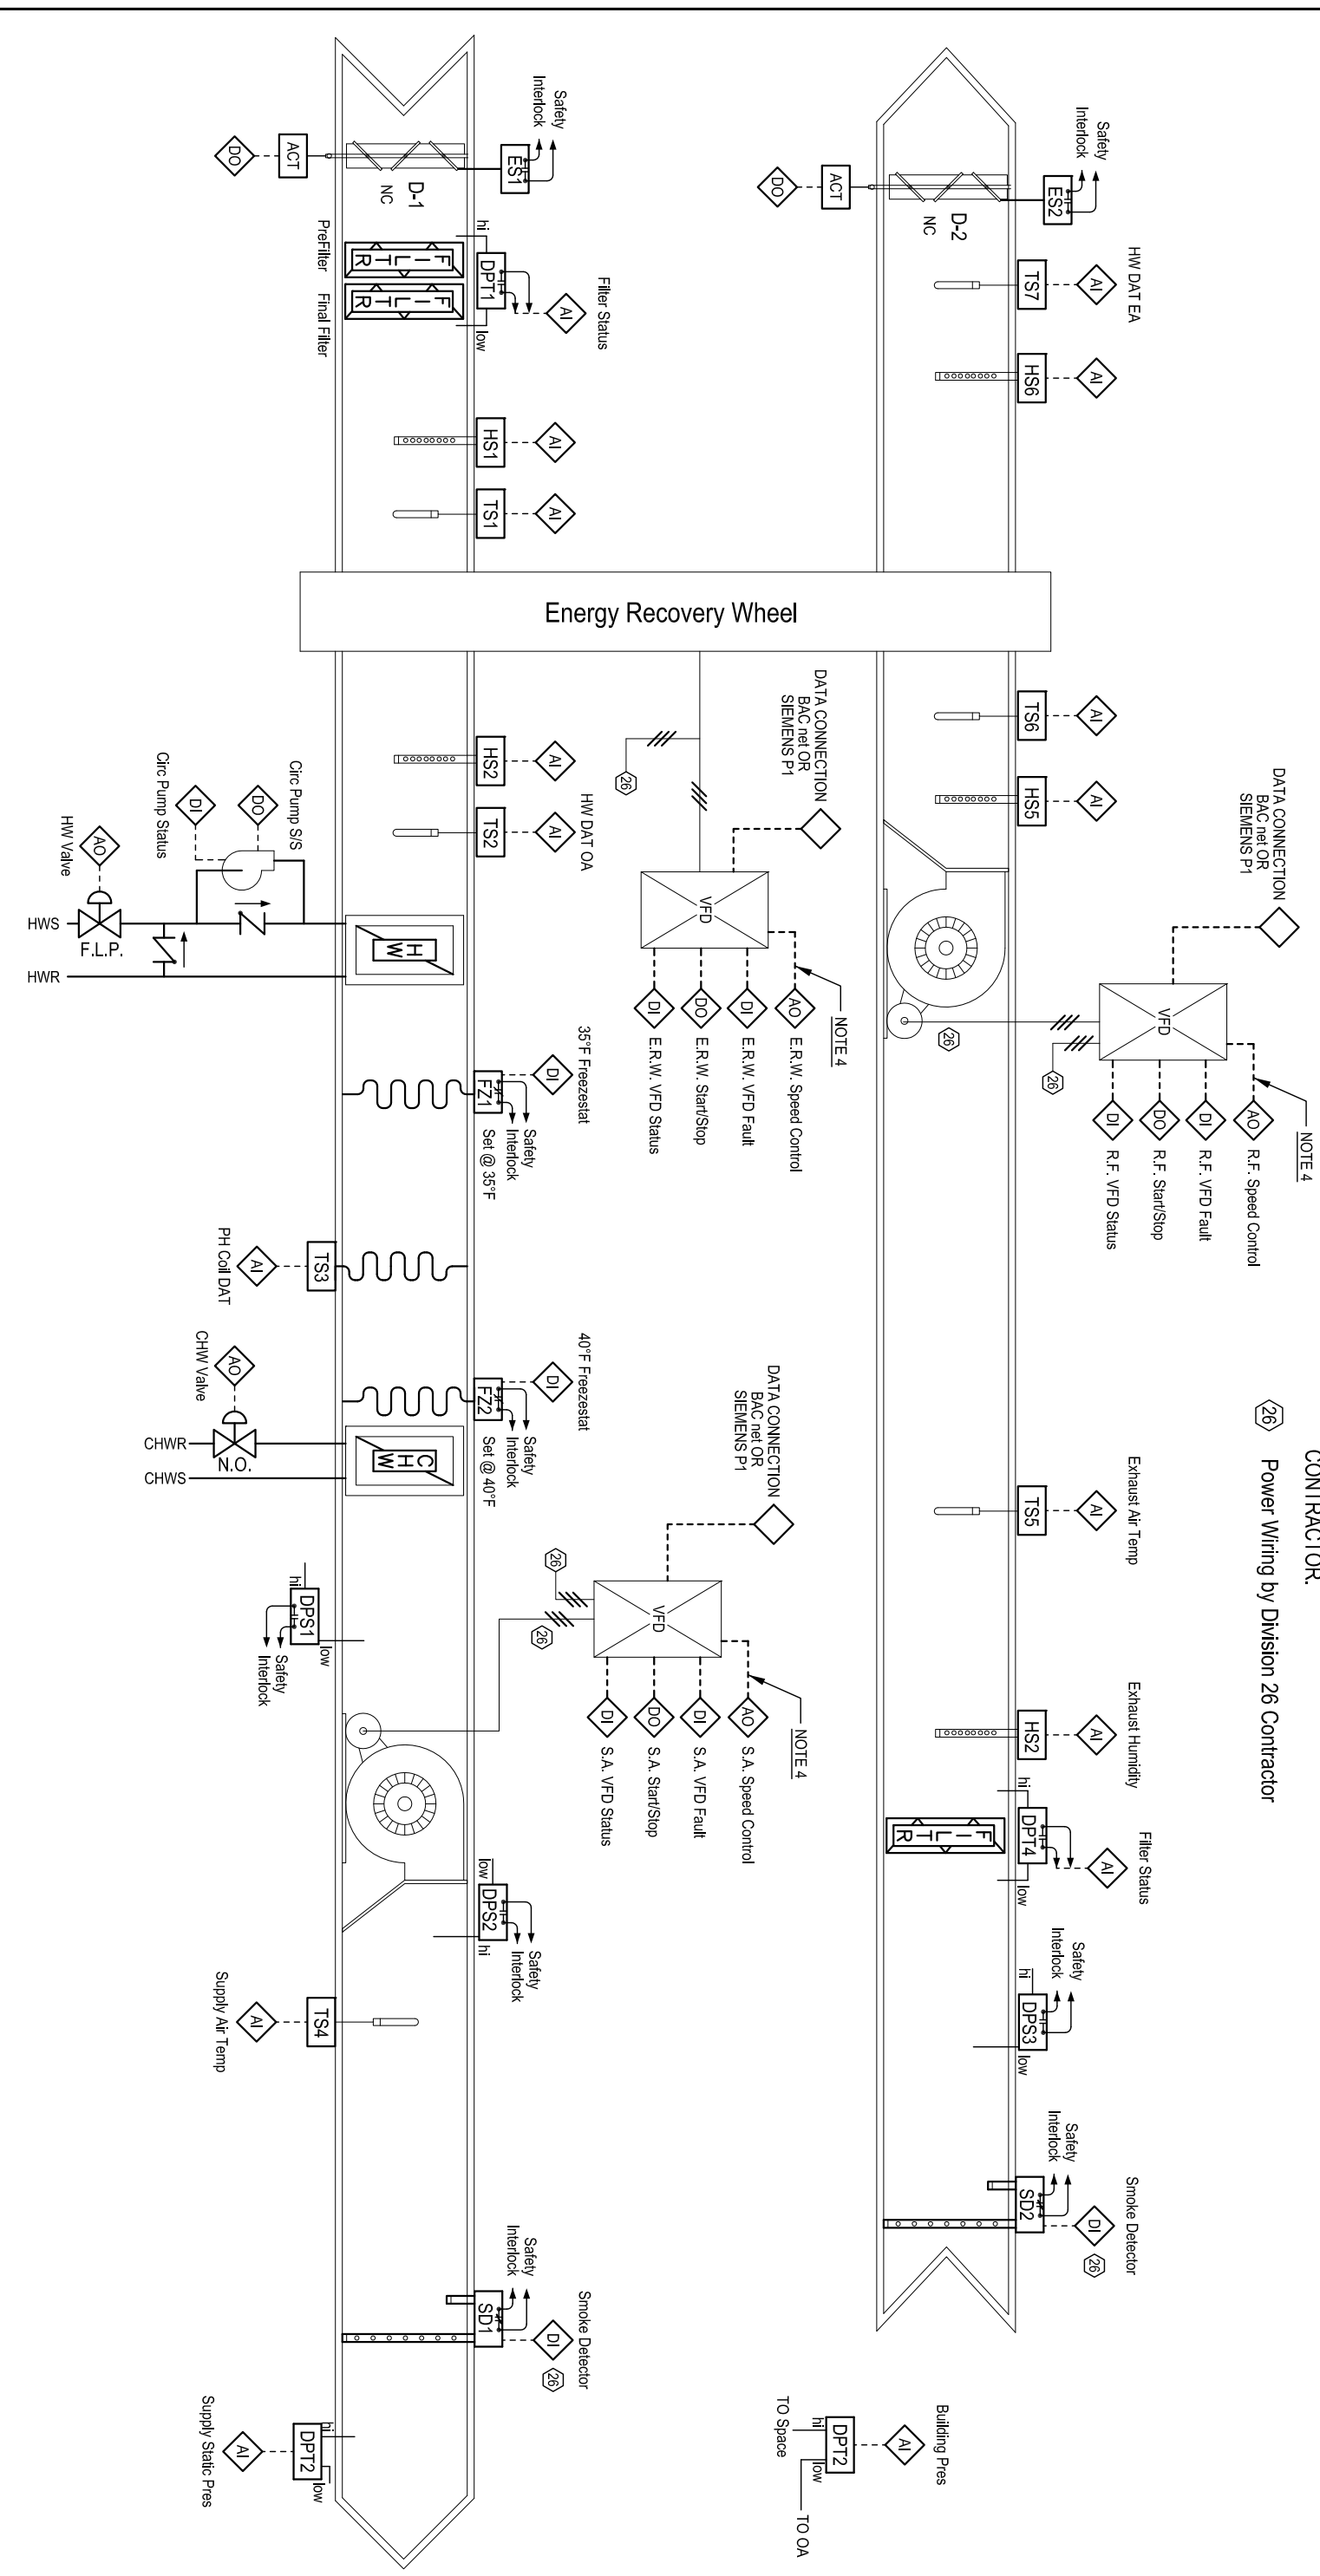 CONTRACTOR.
26 Power Wiring by Division 26 Contractor
NOTE 4
DATA CONNECTION
BAC net OR
SIEMENS P1
VFD
26
AO R.F. Speed Control
DI R.F. VFD Fault
DO R.F. Start/Stop
DI R.F. VFD Status
Safety
Interlock
ES2
ACT
DO
D-2
NC
HW DAT EA
AI
TS7
AI
HS6
AI
TS6
AI
HS5
26
Exhaust Air Temp
AI
TS5
Exhaust Humidity
AI
HS2
Filter Status
AI
hi
DPT4
low
FILTR
Safety
Interlock
hi
DPS3
low
Safety
Interlock
Smoke Detector
SD2
DI
26
Building Pres
AI
DPT2
hi
low
TO Space
TO OA
Energy Recovery Wheel
DATA CONNECTION
BAC net OR
SIEMENS P1
26
VFD
NOTE 4
AO E.R.W. Speed Control
DI E.R.W. VFD Fault
DO E.R.W. Start/Stop
DI E.R.W. VFD Status
DATA CONNECTION
BAC net OR
SIEMENS P1
26
26
VFD
NOTE 4
AO S.A. Speed Control
DI S.A. VFD Fault
DO S.A. Start/Stop
DI S.A. VFD Status
Safety
Interlock
ES1
ACT
DO
D-1
NC
Filter Status
AI
hi
DPT1
low
FILTR
FILTR
PreFilter
Final Filter
AI
HS1
AI
TS1
AI
HS2
HW DAT OA
AI
TS2
HW
Circ Pump S/S
DO
Circ Pump Status
DI
HW Valve
AO
F.L.P.
HWS
HWR
35°F Freezestat
DI
FZ1
Safety
Interlock
Set @ 35°F
TS3
AI
PH Coil DAT
40°F Freezestat
DI
FZ2
Safety
Interlock
Set @ 40°F
CHW
CHW Valve
AO
N.O.
CHWR
CHWS
hi
DPS1
low
Safety
Interlock
low
DPS2
hi
Safety
Interlock
TS4
AI
Supply Air Temp
Safety
Interlock
Smoke Detector
SD1
DI
26
hi
DPT2
low
AI
Supply Static Pres